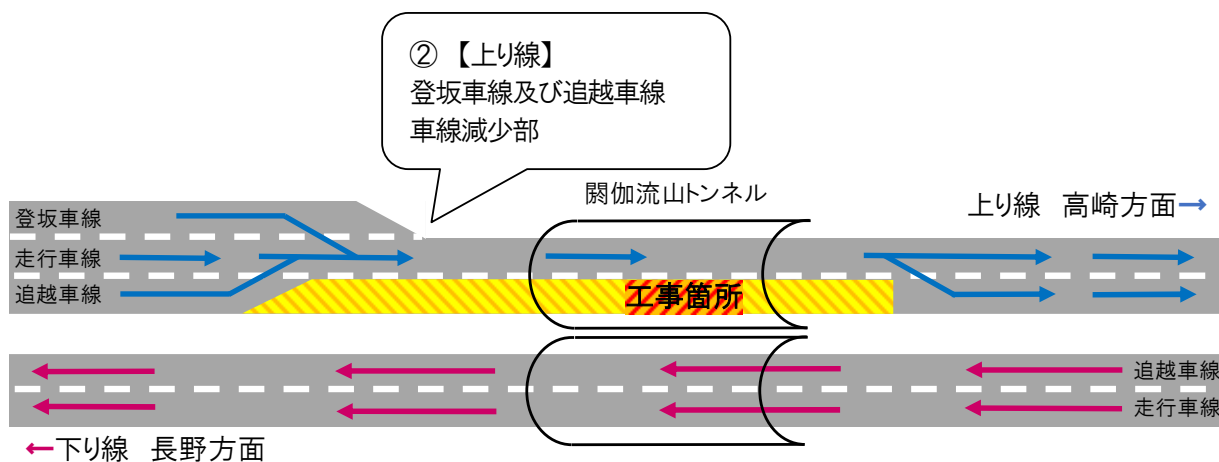 ② 【上り線】
登坂車線及び追越車線
車線減少部
閼伽流山トンネル
上り線 高崎方面→
登坂車線
走行車線
追越車線
工事箇所
追越車線
走行車線
←下り線 長野方面